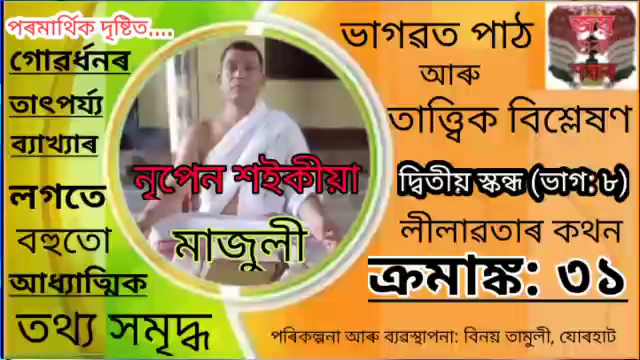 পৰমাৰ্থিক দৃষ্টিত....
গোৱৰ্ধনৰ
তাৎপৰ্য্য
ব্যাখ্যাৰ
লগতে
বহুতো
আধ্যাত্মিক
তথ্য সমৃদ্ধ
নৃপেন শইকীয়া
মাজুলী
ভাগৱত পাঠ
আৰু
তাত্ত্বিক বিশ্লেষণ
দ্বিতীয় স্কন্ধ (ভাগ: ৮)
লীলাৱতাৰ কথন
ক্ৰমাঙ্ক: ৩১
পৰিকল্পনা আৰু ব্যৱস্থাপনা: বিনয় তামুলী, যোৰহাট